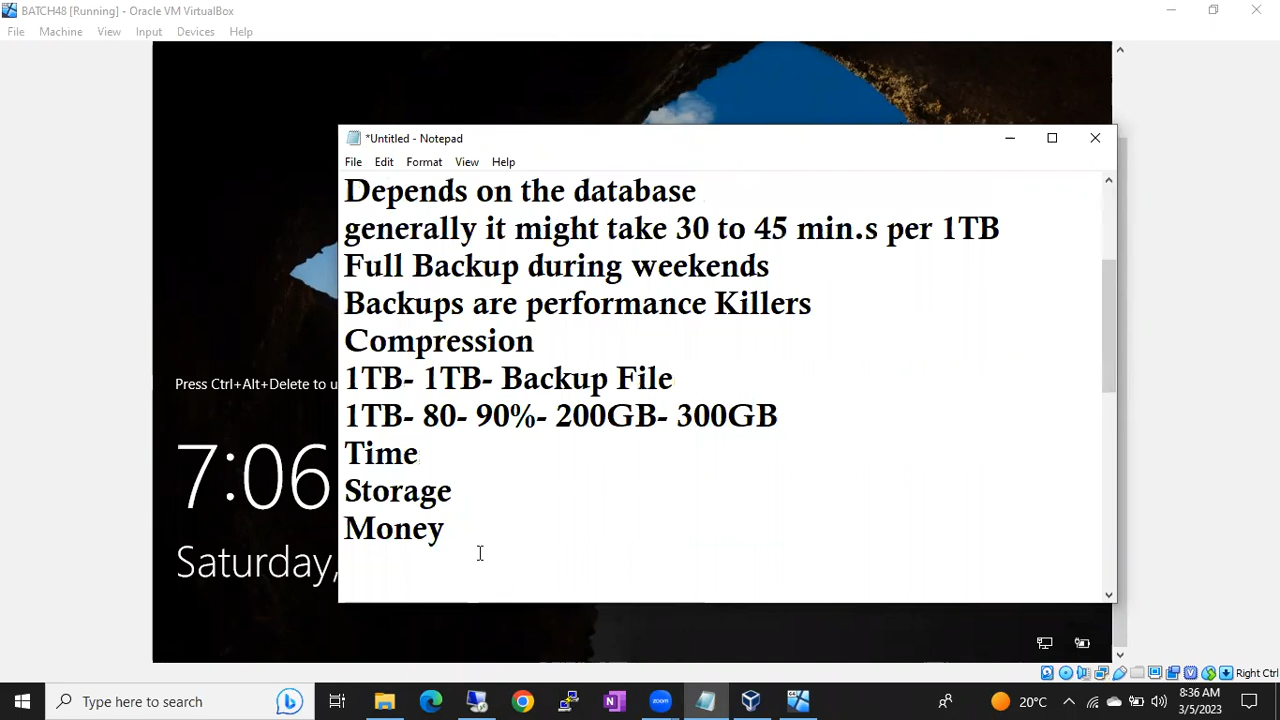 BATCH48 [Running] - Oracle VM VirtualBox
File Machine View Input Devices Help
*Untitled - Notepad
File Edit Format View Help
Depends on the database
generally it might take 30 to 45 min.s per 1TB
Full Backup during weekends
Backups are performance Killers
Compression
1TB- 1TB- Backup File
1TB- 80- 90%- 200GB- 300GB
Time
Storage
Money
Press Ctrl+Alt+Delete to u
7:06
Saturday,
Right Ctrl
Type here to search
zoom
20°C
8:36 AM
3/5/2023